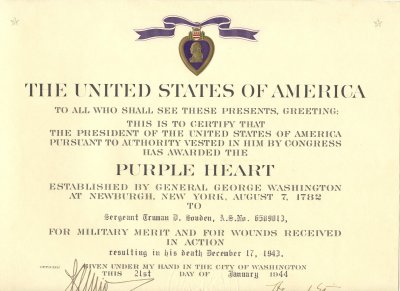 THE UNITED STATES OF AMERICA
TO ALL WHO SHALL SEE THESE PRESENTS, GREETING:
THIS IS TO CERTIFY THAT
THE PRESIDENT OF THE UNITED STATES OF AMERICA
PURSUANT TO AUTHORITY VESTED IN HIM BY CONGRESS
HAS AWARDED THE
PURPLE HEART
ESTABLISHED BY GENERAL GEORGE WASHINGTON
AT NEWBURGH, NEW YORK, AUGUST 7, 1782
TO
Sergeant Truman D. Souden, A.S.No. 6569013,
FOR MILITARY MERIT AND FOR WOUNDS RECEIVED
IN ACTION
resulting in his death December 17, 1943.
GIVEN UNDER MY HAND IN THE CITY OF WASHINGTON
THIS 21st DAY OF January 1944